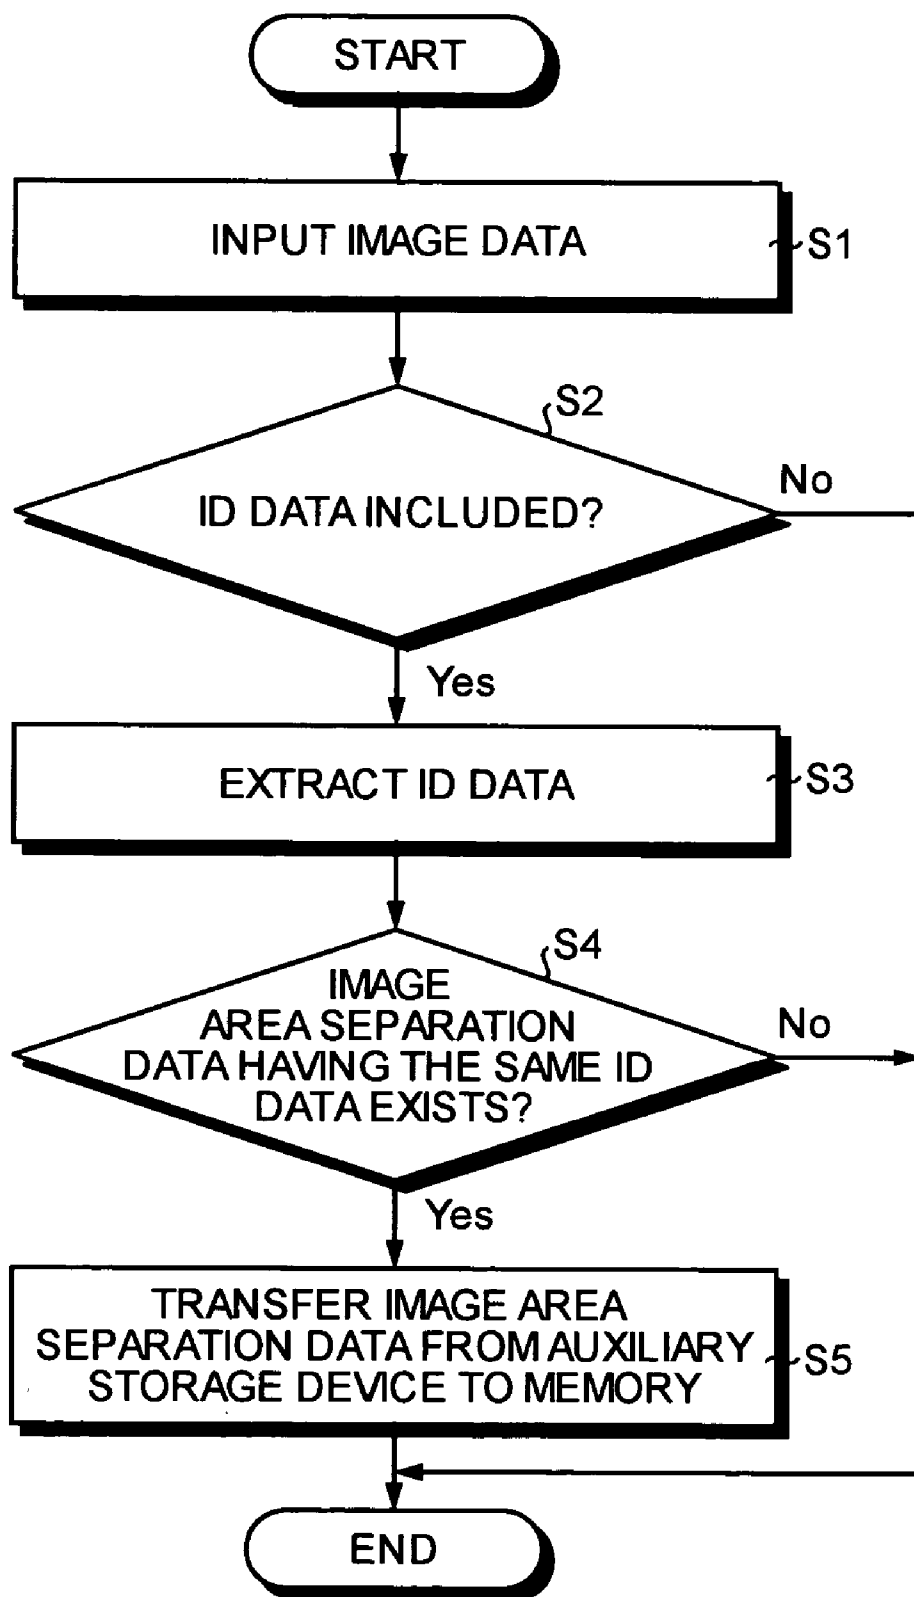 START
INPUT IMAGE DATA
S1
S2
ID DATA INCLUDED?
No
Yes
EXTRACT ID DATA
S3
S4
IMAGE
AREA SEPARATION
DATA HAVING THE SAME ID
DATA EXISTS?
No
Yes
TRANSFER IMAGE AREA
SEPARATION DATA FROM AUXILIARY
STORAGE DEVICE TO MEMORY
S5
END